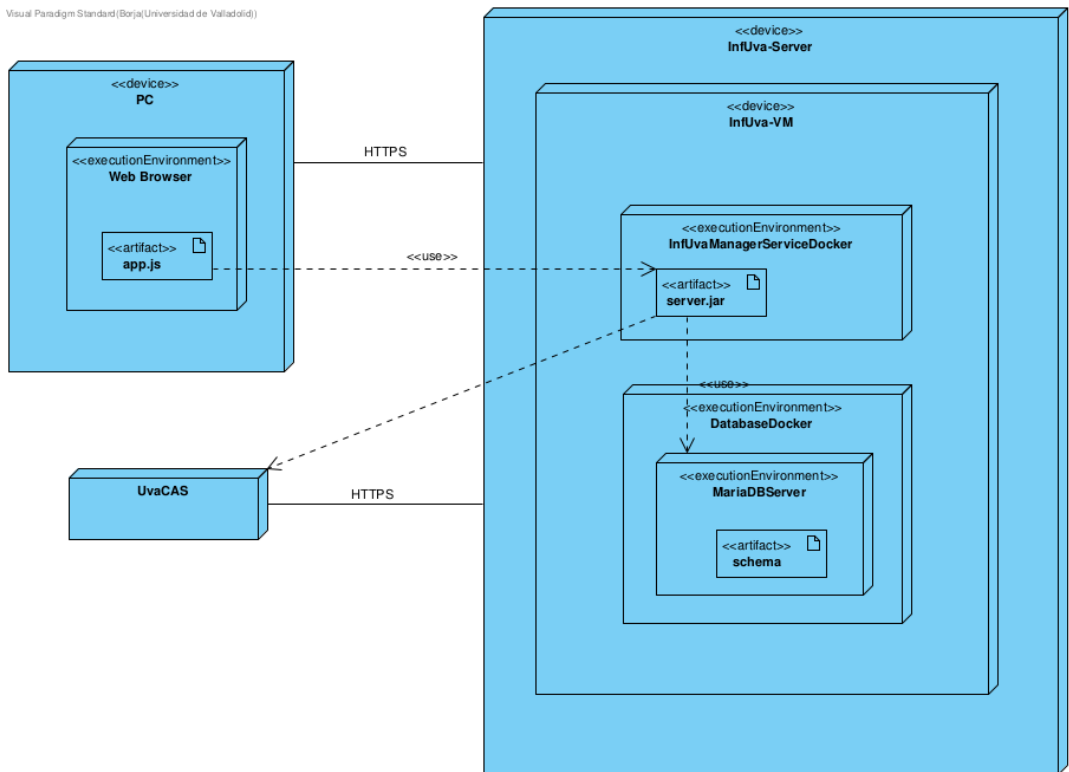 Visual Paradigm Standard(Borja(Universidad de Valladolid))
<<device>>
PC
<<executionEnvironment>>
Web Browser
<<artifact>>
app.js
HTTPS
<<use>>
<<device>>
InfUva-Server
<<device>>
InfUva-VM
<<executionEnvironment>>
InfUvaManagerServiceDocker
<<artifact>>
server.jar
<<use>>
<<executionEnvironment>>
DatabaseDocker
<<executionEnvironment>>
MariaDBServer
<<artifact>>
schema
UvaCAS
HTTPS